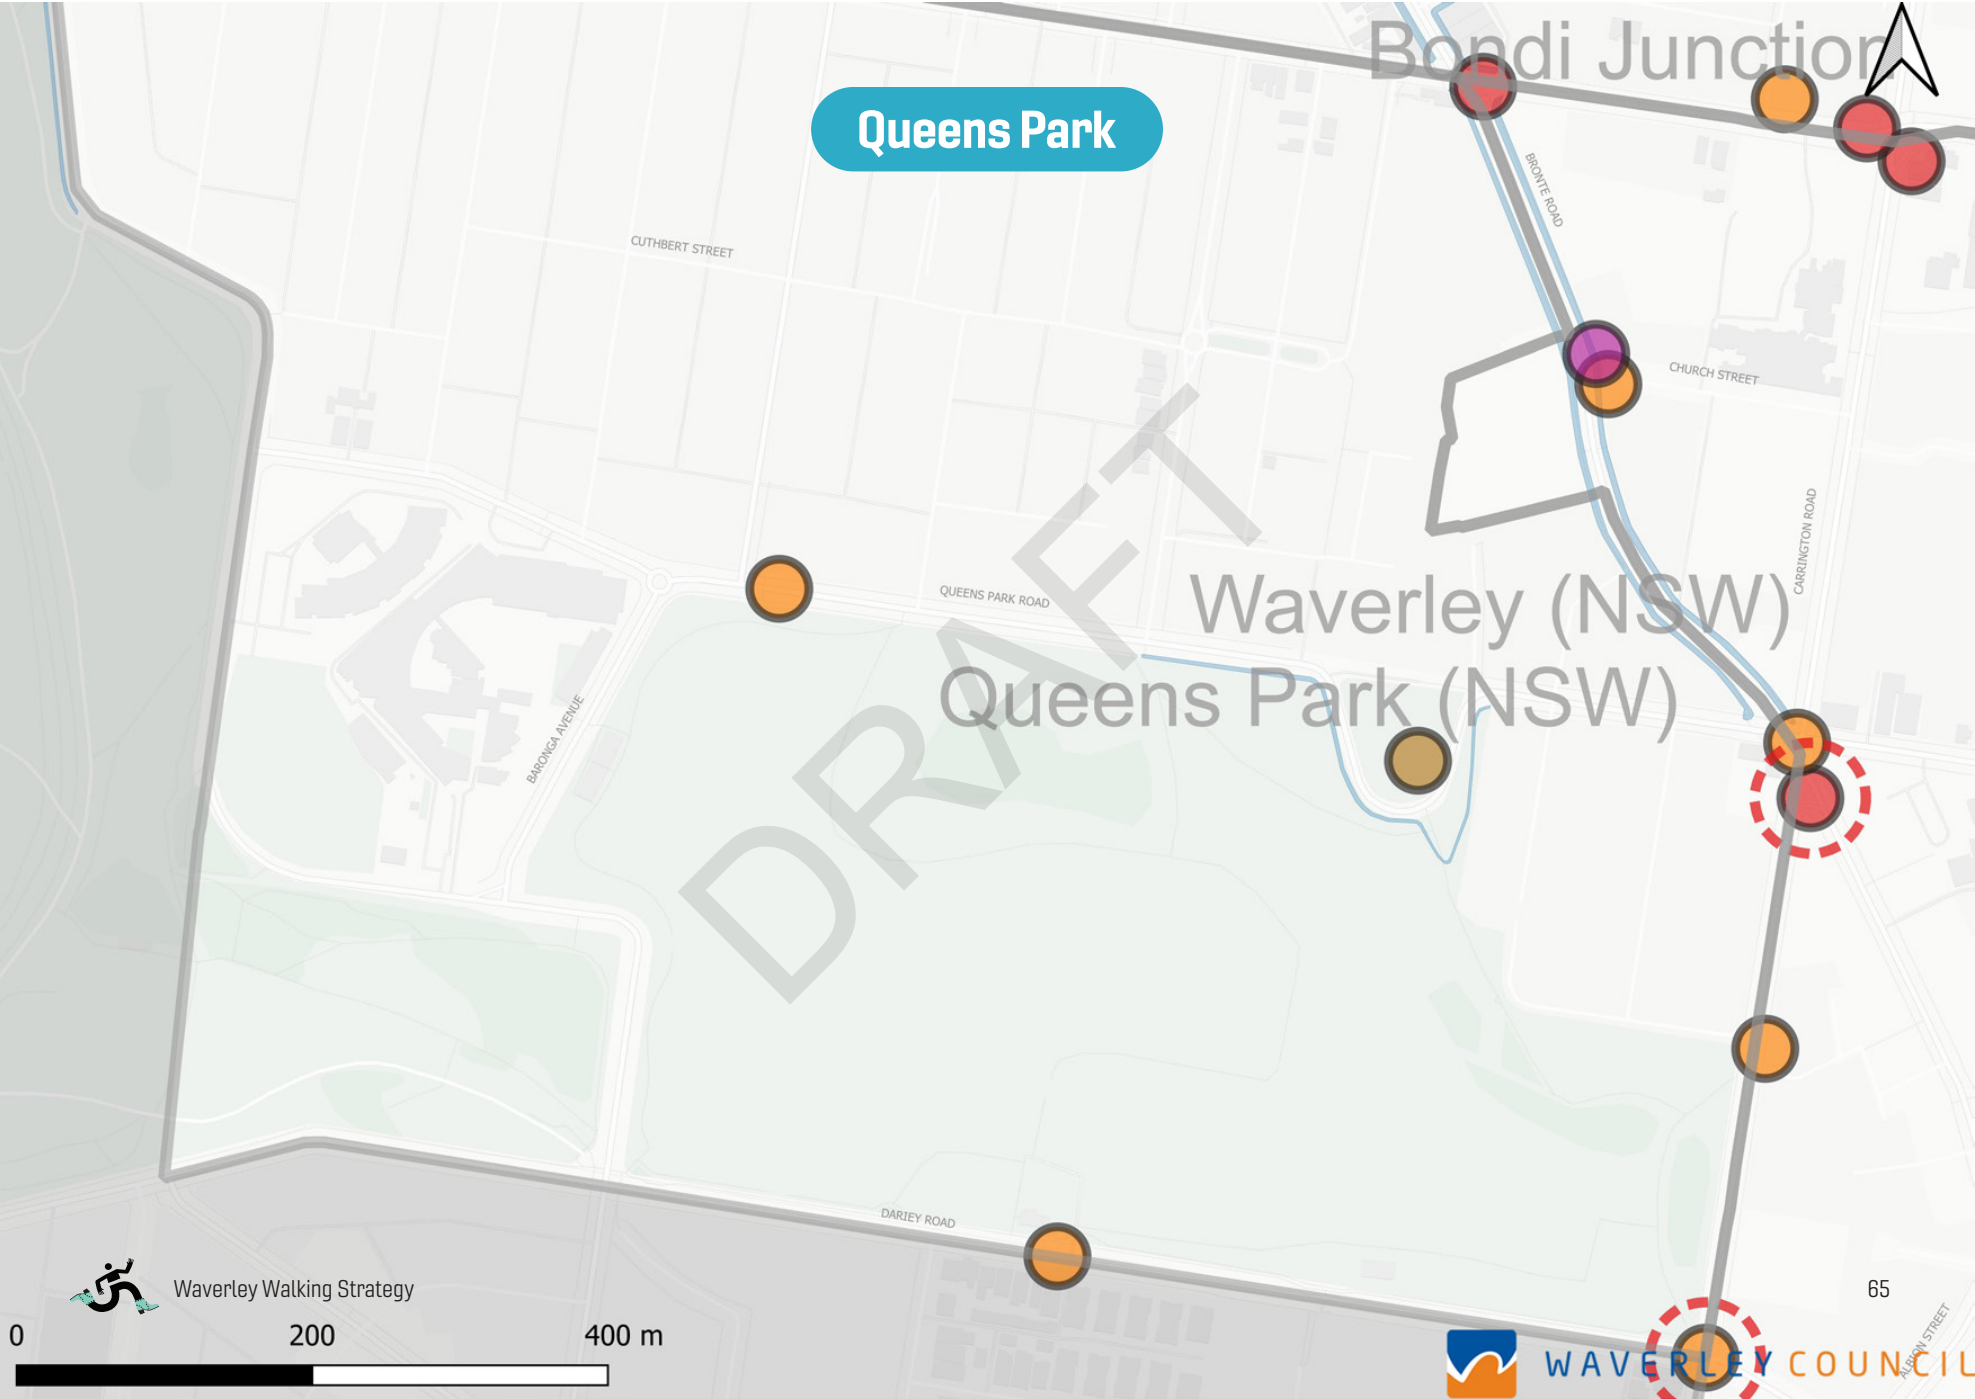 Bondi Junction
Queens Park
BRONTE ROAD
CUTHBERT STREET
CHURCH STREET
CARRINGTON ROAD
QUEENS PARK ROAD
Waverley (NSW)
Queens Park (NSW)
BARONGA AVENUE
DRAFT
DARLEY ROAD
Waverley Walking Strategy
65
0 200 400 m
ALBION STREET
WAVERLEY COUNCIL